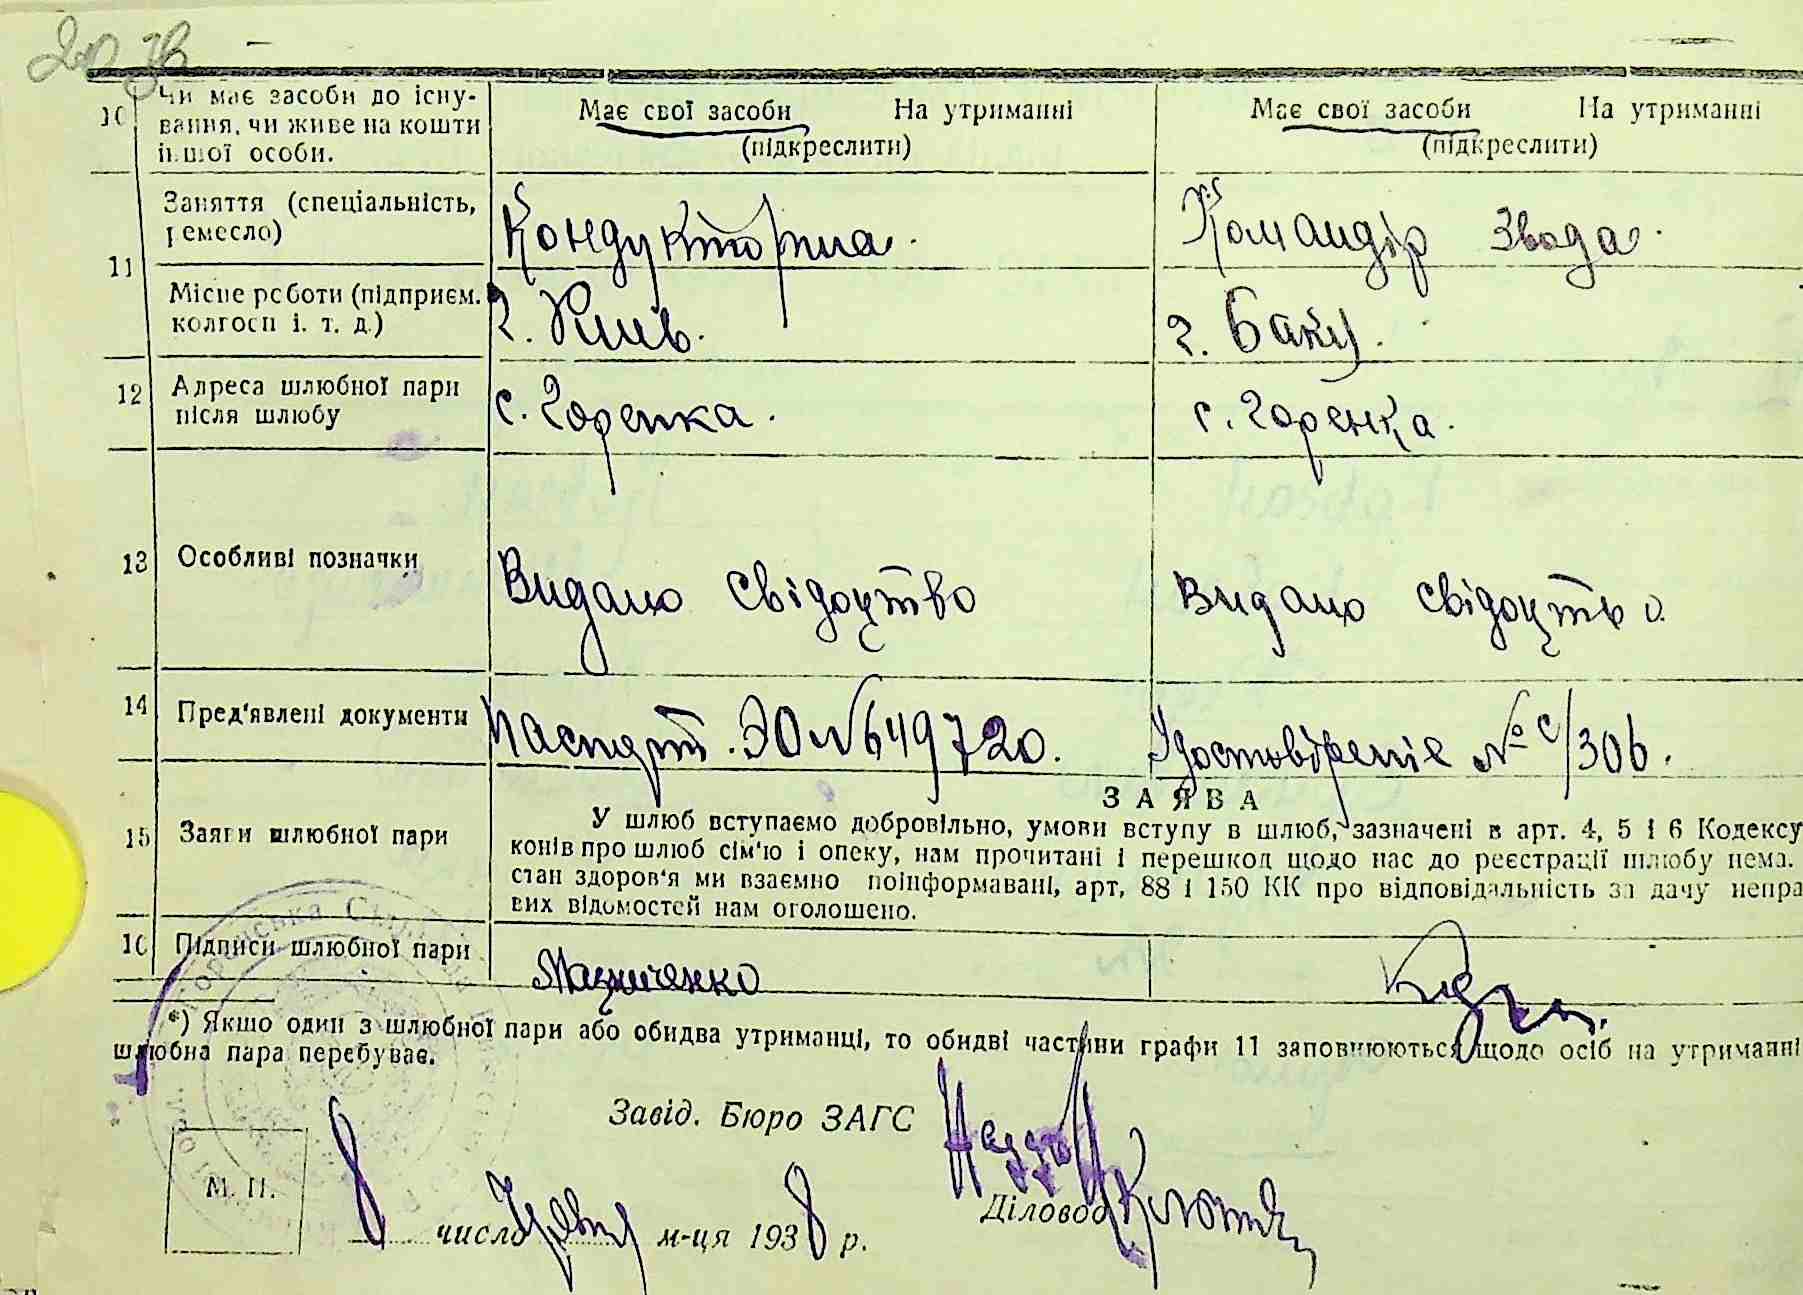 10 Чи має засоби до існу-
вання, чи живе на кошти
іншої особи.
Має свої засоби На утриманні
(підкреслити)
Має свої засоби На утриманні
(підкреслити)
11
Заняття (спеціальність,
ремесло)
Кондукторша.
Командір Звода.
Місце роботи (підприєм.
колгосп і. т. д.)
г. Київ.
г. Баку.
12 Адреса шлюбної пари
після шлюбу
с. Горенка.
с. Горенка.
13 Особливі позначки
Видано свідоцтво
Видано свідоцтво
14 Пред'явлені документи
Паспорт. ЭО №649720.
Удостовіреніє № с/306.
15 Заяви шлюбної пари
ЗАЯВА
У шлюб вступаємо добровільно, умови вступу в шлюб, зазначені в арт. 4, 5 і 6 Кодексу
конів про шлюб сім'ю і опеку, нам прочитані і перешкод щодо нас до реєстрації шлюбу нема.
стан здоров'я ми взаємно поінформавані, арт, 88 і 150 КК про відповідальність за дачу непра
вих відомостей нам оголошено.
16 Підписи шлюбної пари
*) Якщо один з шлюбної пари або обидва утриманці, то обидві частини графи 11 заповнюються щодо осіб на утриманні
шлюбна пара перебуває.
Завід. Бюро ЗАГС
Діловод
М. П.
8 число м-ця 1938 р.